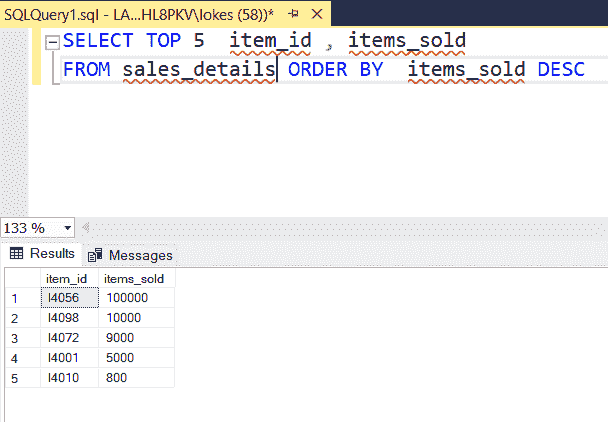 SQLQuery1.sql - LA...HL8PKV\lokes (58))*
SELECT TOP 5 item_id , items_sold
FROM sales_details ORDER BY items_sold DESC
133 %
Results Messages
item_id items_sold
1 I4056 100000
2 I4098 10000
3 I4072 9000
4 I4001 5000
5 I4010 800